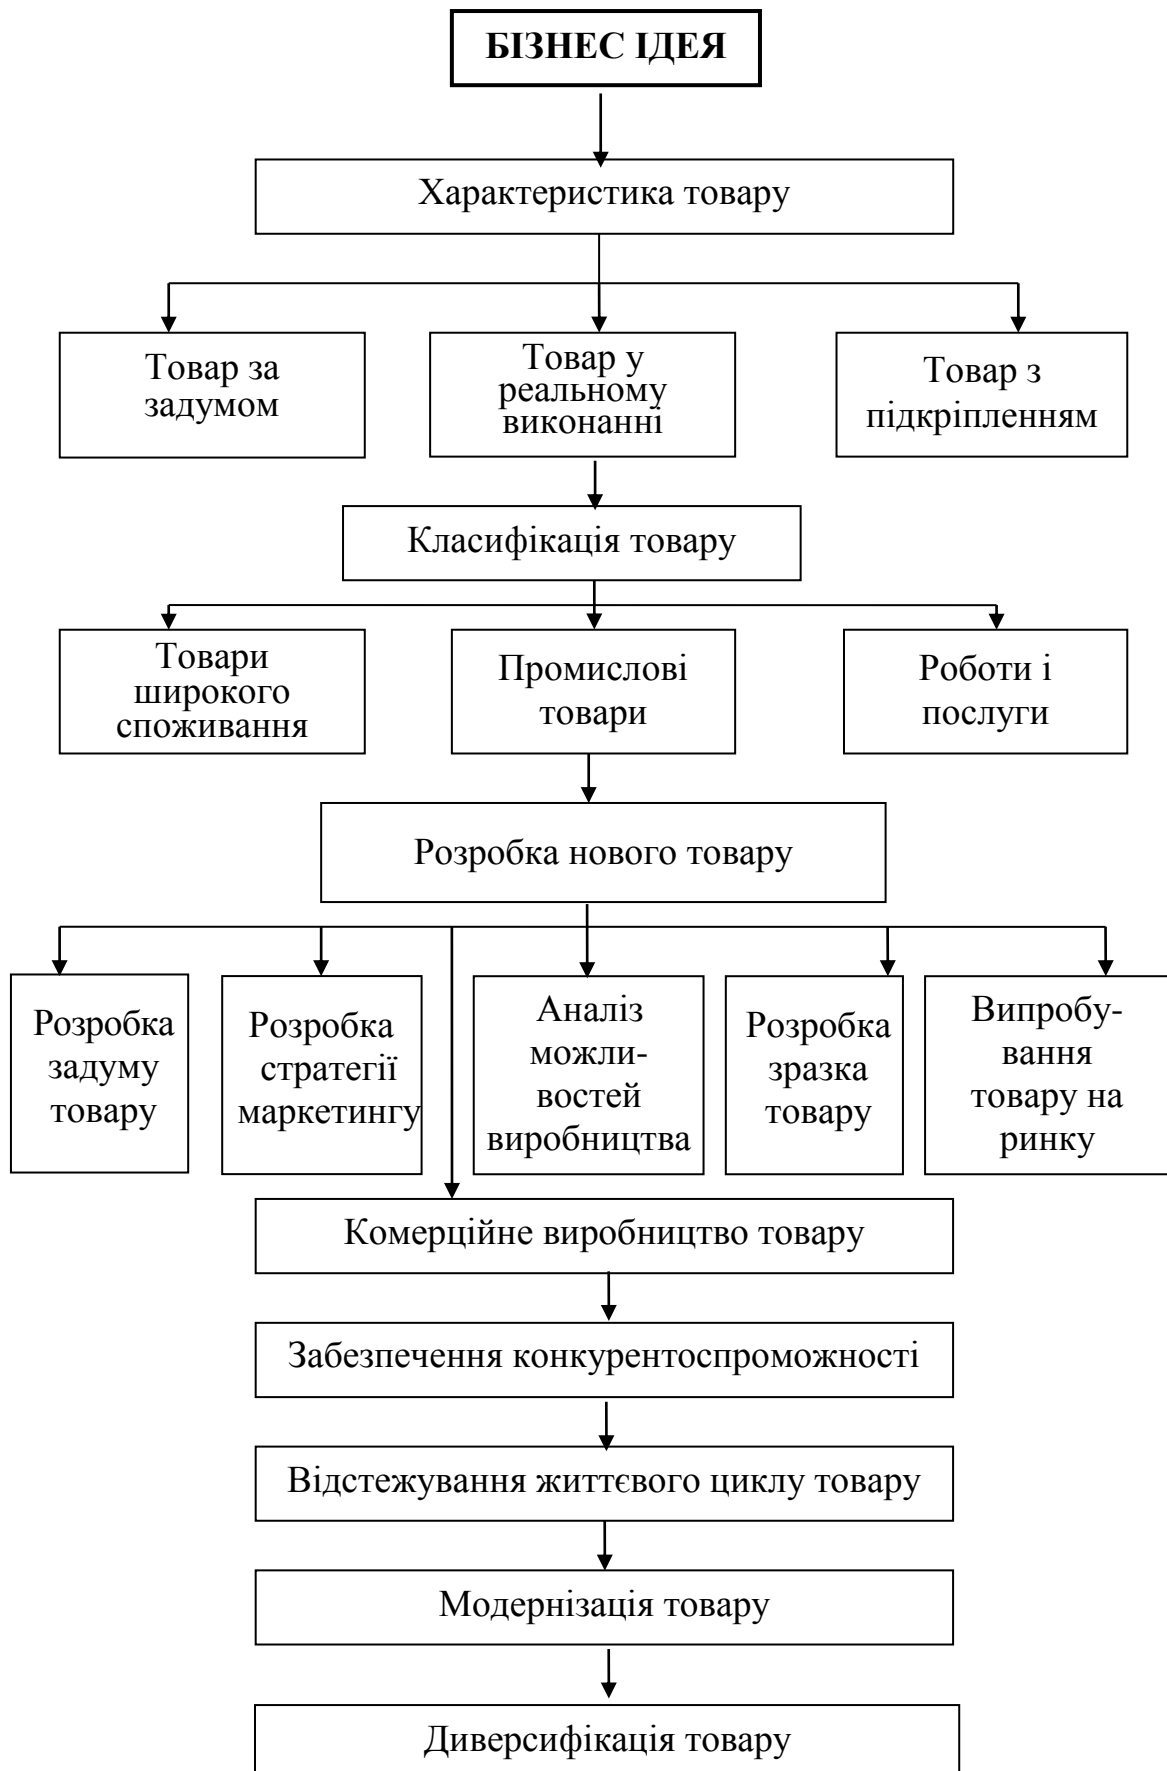 БІЗНЕС ІДЕЯ
Характеристика товару
Товар за
задумом
Товар у
реальному
виконанні
Товар з
підкріпленням
Класифікація товару
Товари
широкого
споживання
Промислові
товари
Роботи і
послуги
Розробка нового товару
Розробка
задуму
товару
Розробка
стратегії
маркетингу
Аналіз
можли-
востей
виробництва
Розробка
зразка
товару
Випробу-
вання
товару на
ринку
Комерційне виробництво товару
Забезпечення конкурентоспроможності
Відстежування життєвого циклу товару
Модернізація товару
Диверсифікація товару